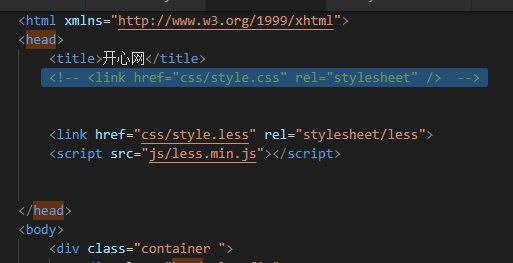 <html xmlns="http://www.w3.org/1999/xhtml">
<head>
<title>开心网</title>
<!-- <link href="css/style.css" rel="stylesheet" />  -->
<link href="css/style.less" rel="stylesheet/less">
<script src="js/less.min.js"></script>
</head>
<body>
<div class="container ">